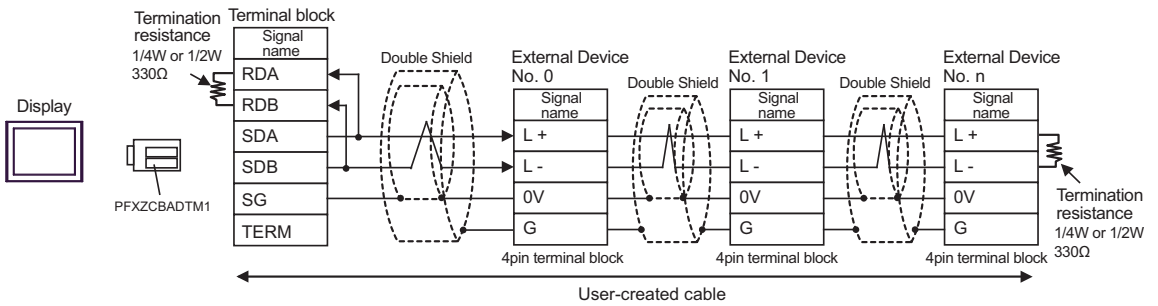 Display
PFXZCBADTM1
Termination
resistance
1/4W or 1/2W
330Ω
Terminal block
Signal
name
RDA
RDB
SDA
SDB
SG
TERM
Double Shield
External Device
No. 0
Signal
name
L +
L -
0V
G
4pin terminal block
Double Shield
External Device
No. 1
Signal
name
L +
L -
0V
G
4pin terminal block
Double Shield
External Device
No. n
Signal
name
L +
L -
0V
G
4pin terminal block
Termination
resistance
1/4W or 1/2W
330Ω
User-created cable